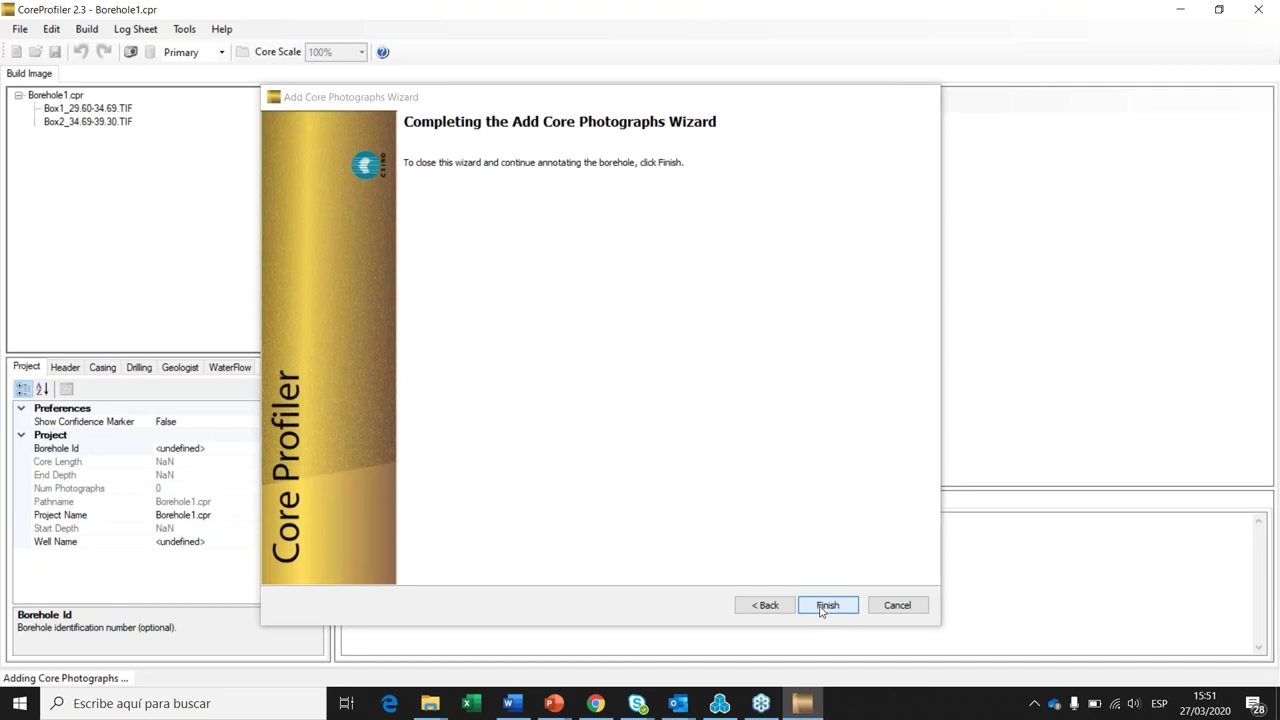 CoreProfiler 2.3 - Borehole1.cpr
File Edit Build Log Sheet Tools Help
Primary Core Scale 100%
Build Image
Borehole1.cpr
Box1_29.60-34.69.TIF
Box2_34.69-39.30.TIF
Add Core Photographs Wizard
Completing the Add Core Photographs Wizard
To close this wizard and continue annotating the borehole, click Finish.
CSIRO
Core Profiler
Project Header Casing Drilling Geologist WaterFlow
Preferences
Show Confidence Marker False
Project
Borehole Id <undefined>
Core Length NaN
End Depth NaN
Num Photographs 0
Pathname Borehole1.cpr
Project Name Borehole1.cpr
Start Depth NaN
Well Name <undefined>
Borehole Id
Borehole identification number (optional).
< Back Finish Cancel
Adding Core Photographs ...
Escribe aquí para buscar
ESP
15:51
27/03/2020
28